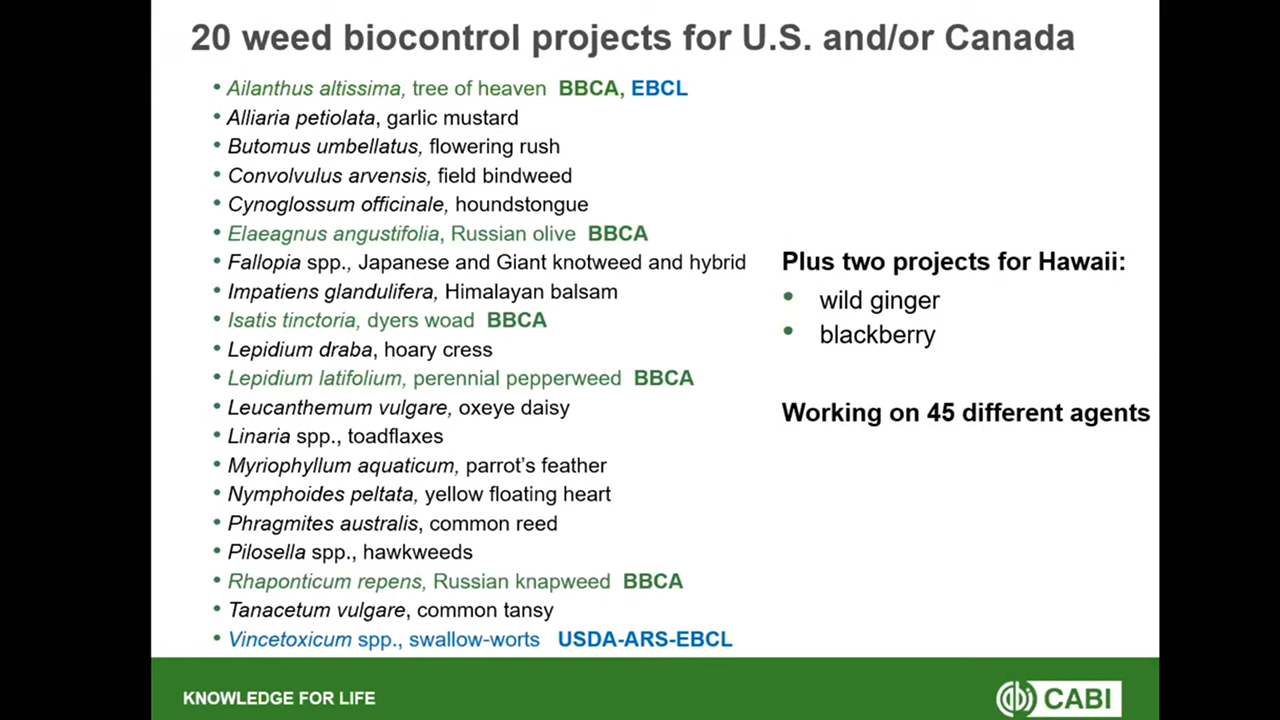 20 weed biocontrol projects for U.S. and/or Canada
• Ailanthus altissima, tree of heaven BBCA, EBCL
• Alliaria petiolata, garlic mustard
• Butomus umbellatus, flowering rush
• Convolvulus arvensis, field bindweed
• Cynoglossum officinale, houndstongue
• Elaeagnus angustifolia, Russian olive BBCA
• Fallopia spp., Japanese and Giant knotweed and hybrid
• Impatiens glandulifera, Himalayan balsam
• Isatis tinctoria, dyers woad BBCA
• Lepidium draba, hoary cress
• Lepidium latifolium, perennial pepperweed BBCA
• Leucanthemum vulgare, oxeye daisy
• Linaria spp., toadflaxes
• Myriophyllum aquaticum, parrot's feather
• Nymphoides peltata, yellow floating heart
• Phragmites australis, common reed
• Pilosella spp., hawkweeds
• Rhaponticum repens, Russian knapweed BBCA
• Tanacetum vulgare, common tansy
• Vincetoxicum spp., swallow-worts USDA-ARS-EBCL
Plus two projects for Hawaii:
• wild ginger
• blackberry
Working on 45 different agents
KNOWLEDGE FOR LIFE
cabi CABI